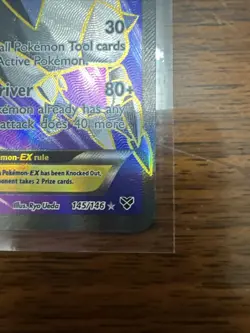 30
all Pokémon Tool cards
Active Pokémon.
river 80+
kémon already has any
attack does 40 more
mon-EX rule
a Pokémon-EX has been Knocked Out,
onent takes 2 Prize cards.
Illus. Ryo Ueda 145/146